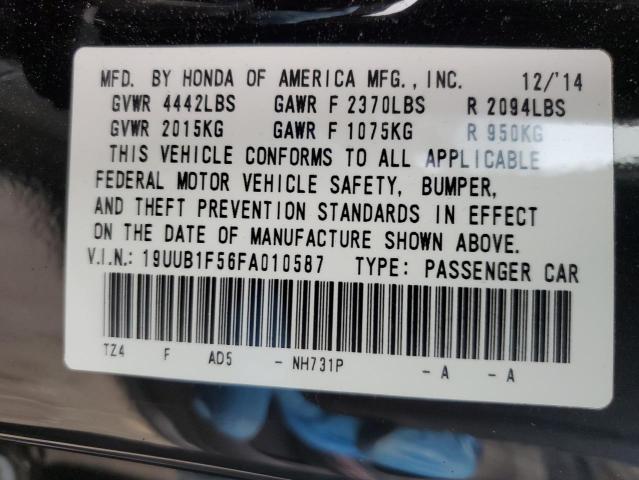 MFD. BY HONDA OF AMERICA MFG., INC. 12/'14
GVWR 4442LBS GAWR F 2370LBS R 2094LBS
GVWR 2015KG GAWR F 1075KG R 950KG
THIS VEHICLE CONFORMS TO ALL APPLICABLE
FEDERAL MOTOR VEHICLE SAFETY, BUMPER,
AND THEFT PREVENTION STANDARDS IN EFFECT
ON THE DATE OF MANUFACTURE SHOWN ABOVE.
V.I.N.: 19UUB1F56FA010587 TYPE: PASSENGER CAR
TZ4 F AD5 - NH731P - A - A